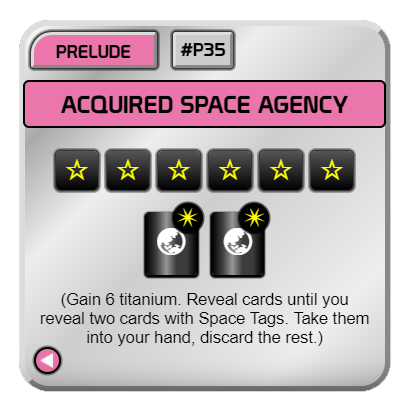 PRELUDE
#P35
ACQUIRED SPACE AGENCY
(Gain 6 titanium. Reveal cards until you
reveal two cards with Space Tags. Take them
into your hand, discard the rest.)